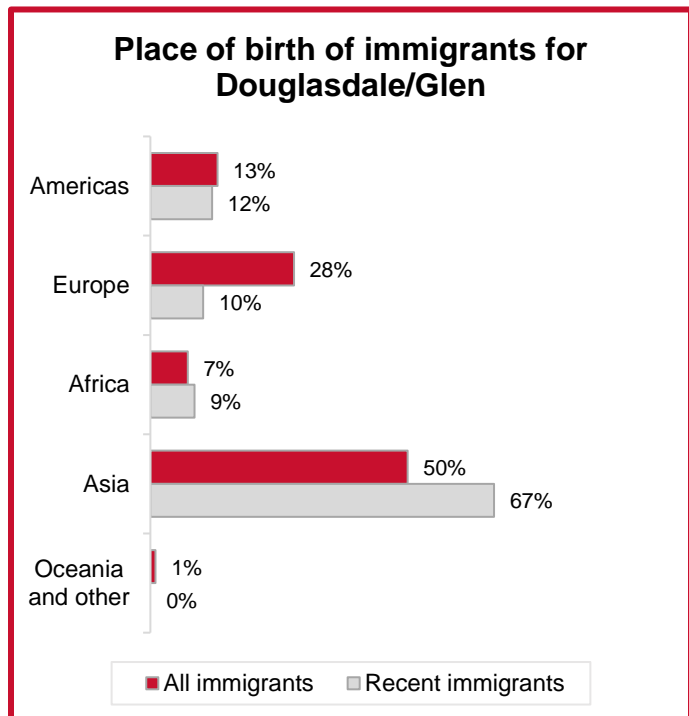 Place of birth of immigrants for
Douglasdale/Glen
Americas
13%
12%
Europe
28%
10%
Africa
7%
9%
Asia
50%
67%
Oceania
and other
1%
0%
All immigrants
Recent immigrants